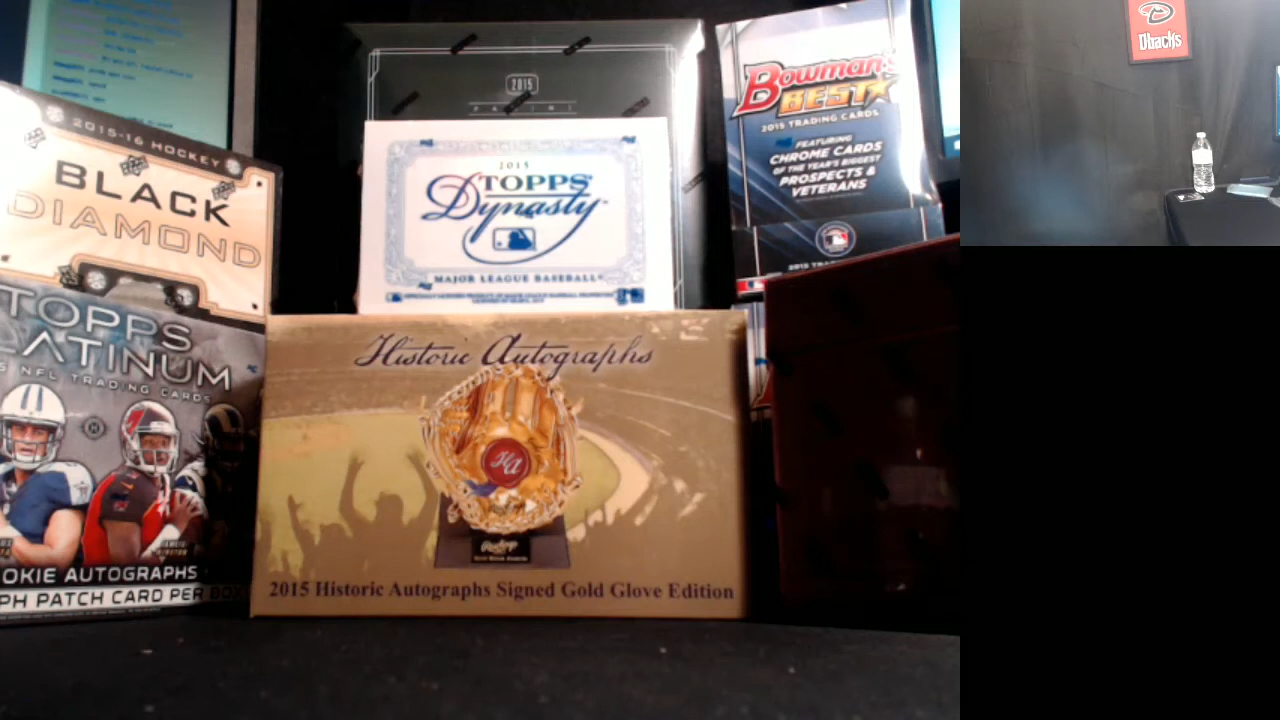 2015-16 HOCKEY
BLACK
DIAMOND
TOPPS
LATINUM
NFL TRADING CARDS
OKIE AUTOGRAPHS
PH PATCH CARD PER BOX
2015
PANINI
2015
TOPPS
Dynasty
MAJOR LEAGUE BASEBALL
Historic Autographs
HA
Rawlings
2015 Historic Autographs Signed Gold Glove Edition
Bowman's
BEST
2015 TRADING CARDS
FEATURING
CHROME CARDS
OF THE YEAR'S BIGGEST
PROSPECTS &
VETERANS
Dbacks